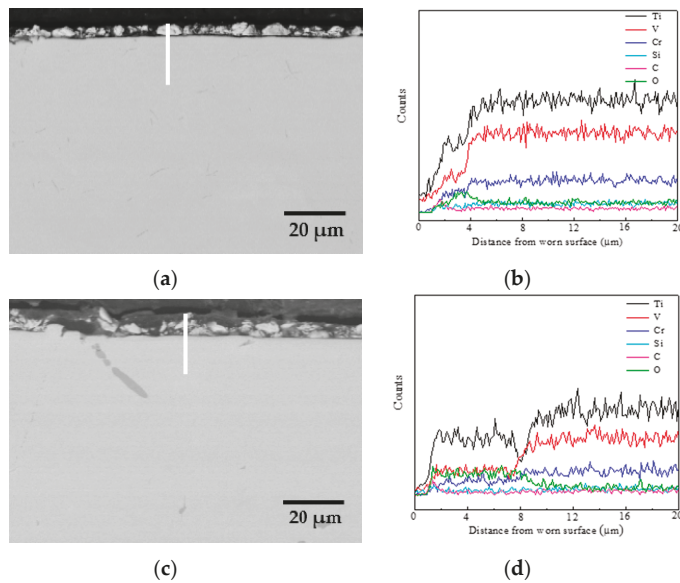 20 µm
(a)
Ti
V
Cr
Si
C
O
Counts
0 4 8 12 16 20
Distance from worn surface (µm)
(b)
20 µm
(c)
Ti
V
Cr
Si
C
O
Counts
0 4 8 12 16 20
Distance from worn surface (µm)
(d)